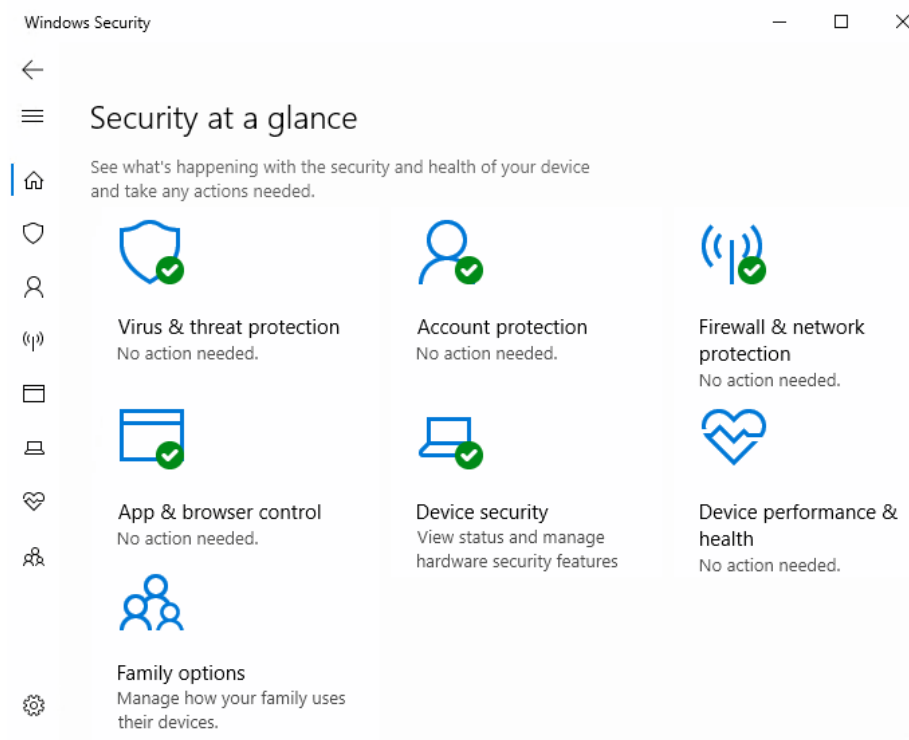 Windows Security
Security at a glance
See what's happening with the security and health of your device
and take any actions needed.
Virus & threat protection
No action needed.
Account protection
No action needed.
Firewall & network
protection
No action needed.
App & browser control
No action needed.
Device security
View status and manage
hardware security features
Device performance &
health
No action needed.
Family options
Manage how your family uses
their devices.